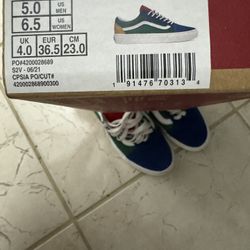 5.0 US MEN
6.5 US WOMEN
UK EUR CM
4.0 36.5 23.0
PO#4200028689
S2V - 06/21
CPSIA PO/CUT#
420002868900300
1 91476 70313 4